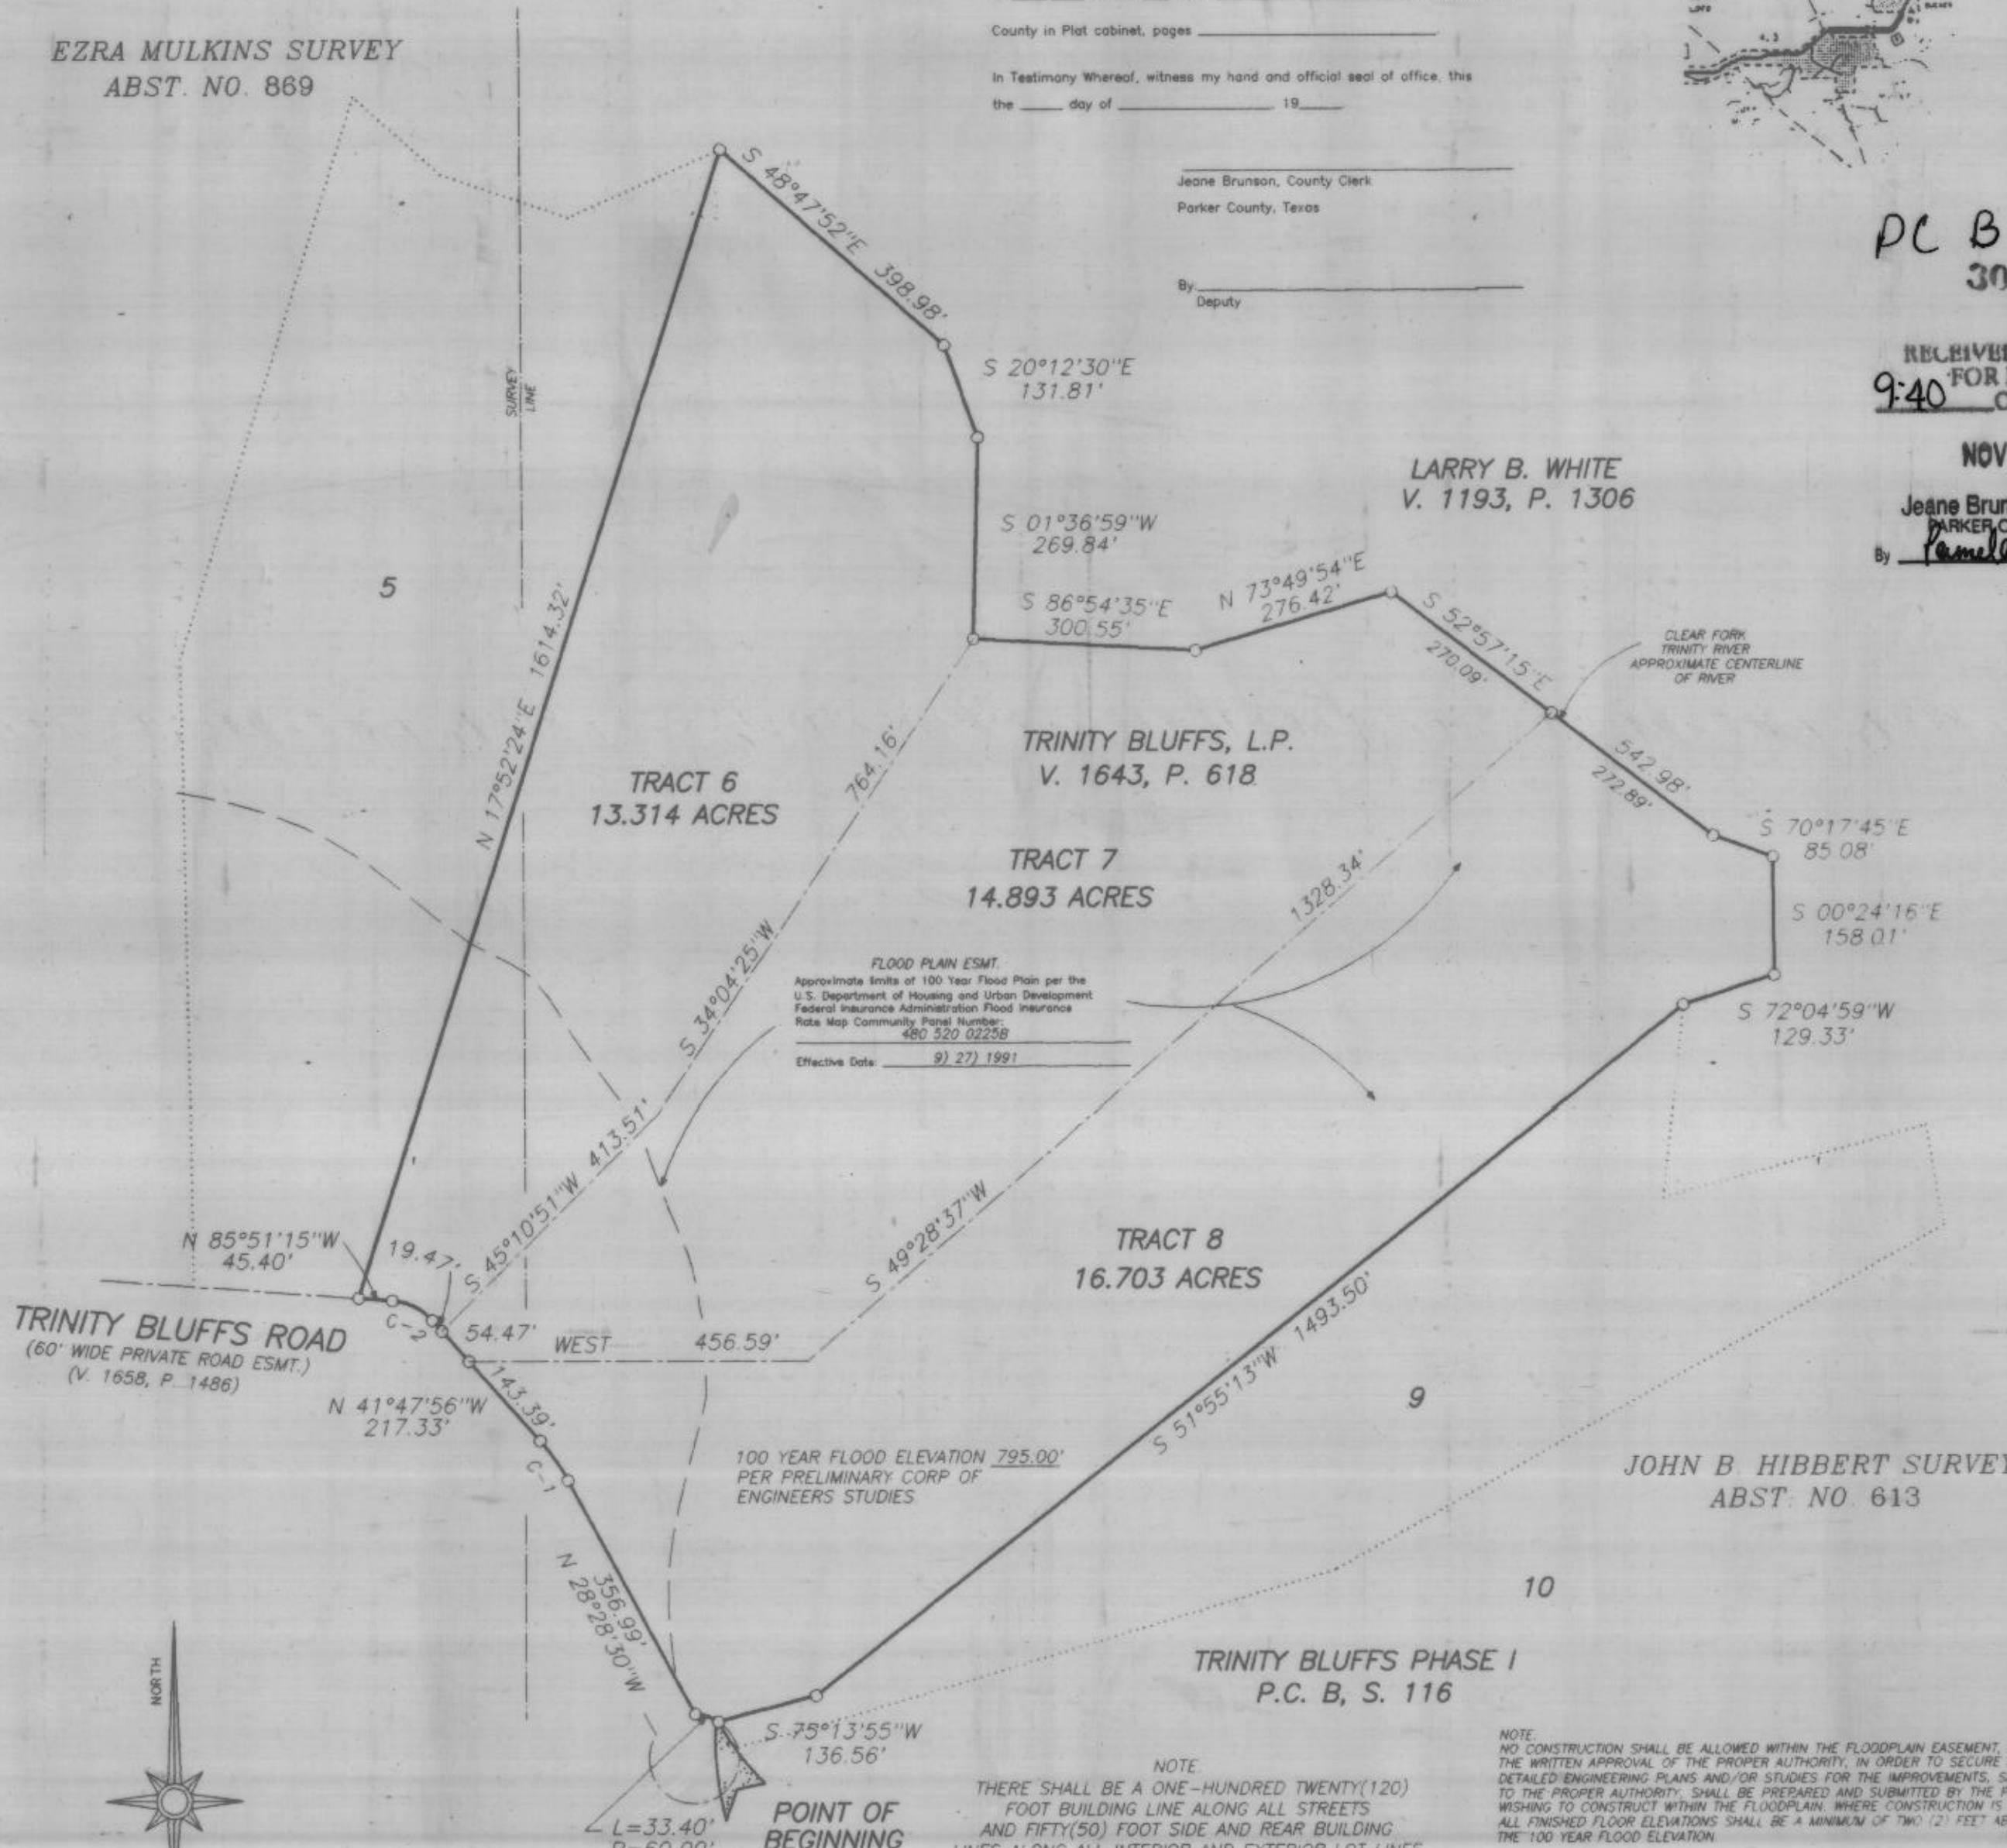 EZRA MULKINS SURVEY
ABST. NO. 869
County in Plat cabinet, pages
In Testimony Whereof, witness my hand and official seal of office, this
the day of 19
Jeane Brunson, County Clerk
Parker County, Texas
By
Deputy
PC B
30
RECEIVE
FOR
9:40
NOV
Jeane Brun
PARKER C
By
S 48°47'52"E 398.98'
S 20°12'30"E
131.81'
SURVEY
LINE
LARRY B. WHITE
V. 1193, P. 1306
S 01°36'59"W
269.84'
5
N 17°52'24"E 1614.32'
S 86°54'35"E
300.55'
N 73°49'54"E
276.42'
S 52°57'15"E
270.09'
CLEAR FORK
TRINITY RIVER
APPROXIMATE CENTERLINE
OF RIVER
542.98'
272.89'
TRINITY BLUFFS, L.P.
V. 1643, P. 618
TRACT 6
13.314 ACRES
764.16'
S 34°04'25"W
TRACT 7
14.893 ACRES
1328.34'
S 70°17'45"E
85.08'
S 00°24'16"E
158.01'
S 72°04'59"W
129.33'
FLOOD PLAIN ESMT.
Approximate limits of 100 Year Flood Plain per the
U.S. Department of Housing and Urban Development
Federal Insurance Administration Flood Insurance
Rate Map Community Panel Number:
480 520 0225B
Effective Date: 9) 27) 1991
S 45°10'51"W 413.51'
S 49°28'37"W
TRACT 8
16.703 ACRES
N 85°51'15"W
45.40'
19.47'
C-2
54.47'
WEST 456.59'
TRINITY BLUFFS ROAD
(60' WIDE PRIVATE ROAD ESMT.)
(V. 1658, P. 1486)
N 41°47'56"W
217.33'
143.39'
C-1
S 51°55'13"W 1493.50'
9
100 YEAR FLOOD ELEVATION 795.00'
PER PRELIMINARY CORP OF
ENGINEERS STUDIES
JOHN B. HIBBERT SURVEY
ABST. NO. 613
356.99'
N 28°28'30"W
10
TRINITY BLUFFS PHASE I
P.C. B, S. 116
NORTH
S 75°13'55"W
136.56'
L=33.40'
R=60.00'
POINT OF
BEGINNING
NOTE
THERE SHALL BE A ONE-HUNDRED TWENTY(120)
FOOT BUILDING LINE ALONG ALL STREETS
AND FIFTY(50) FOOT SIDE AND REAR BUILDING
LINES ALONG ALL INTERIOR AND EXTERIOR LOT LINES
NOTE:
NO CONSTRUCTION SHALL BE ALLOWED WITHIN THE FLOODPLAIN EASEMENT,
THE WRITTEN APPROVAL OF THE PROPER AUTHORITY, IN ORDER TO SECURE
DETAILED ENGINEERING PLANS AND/OR STUDIES FOR THE IMPROVEMENTS, S
TO THE PROPER AUTHORITY, SHALL BE PREPARED AND SUBMITTED BY THE P
WISHING TO CONSTRUCT WITHIN THE FLOODPLAIN. WHERE CONSTRUCTION IS
ALL FINISHED FLOOR ELEVATIONS SHALL BE A MINIMUM OF TWO (2) FEET AB
THE 100 YEAR FLOOD ELEVATION